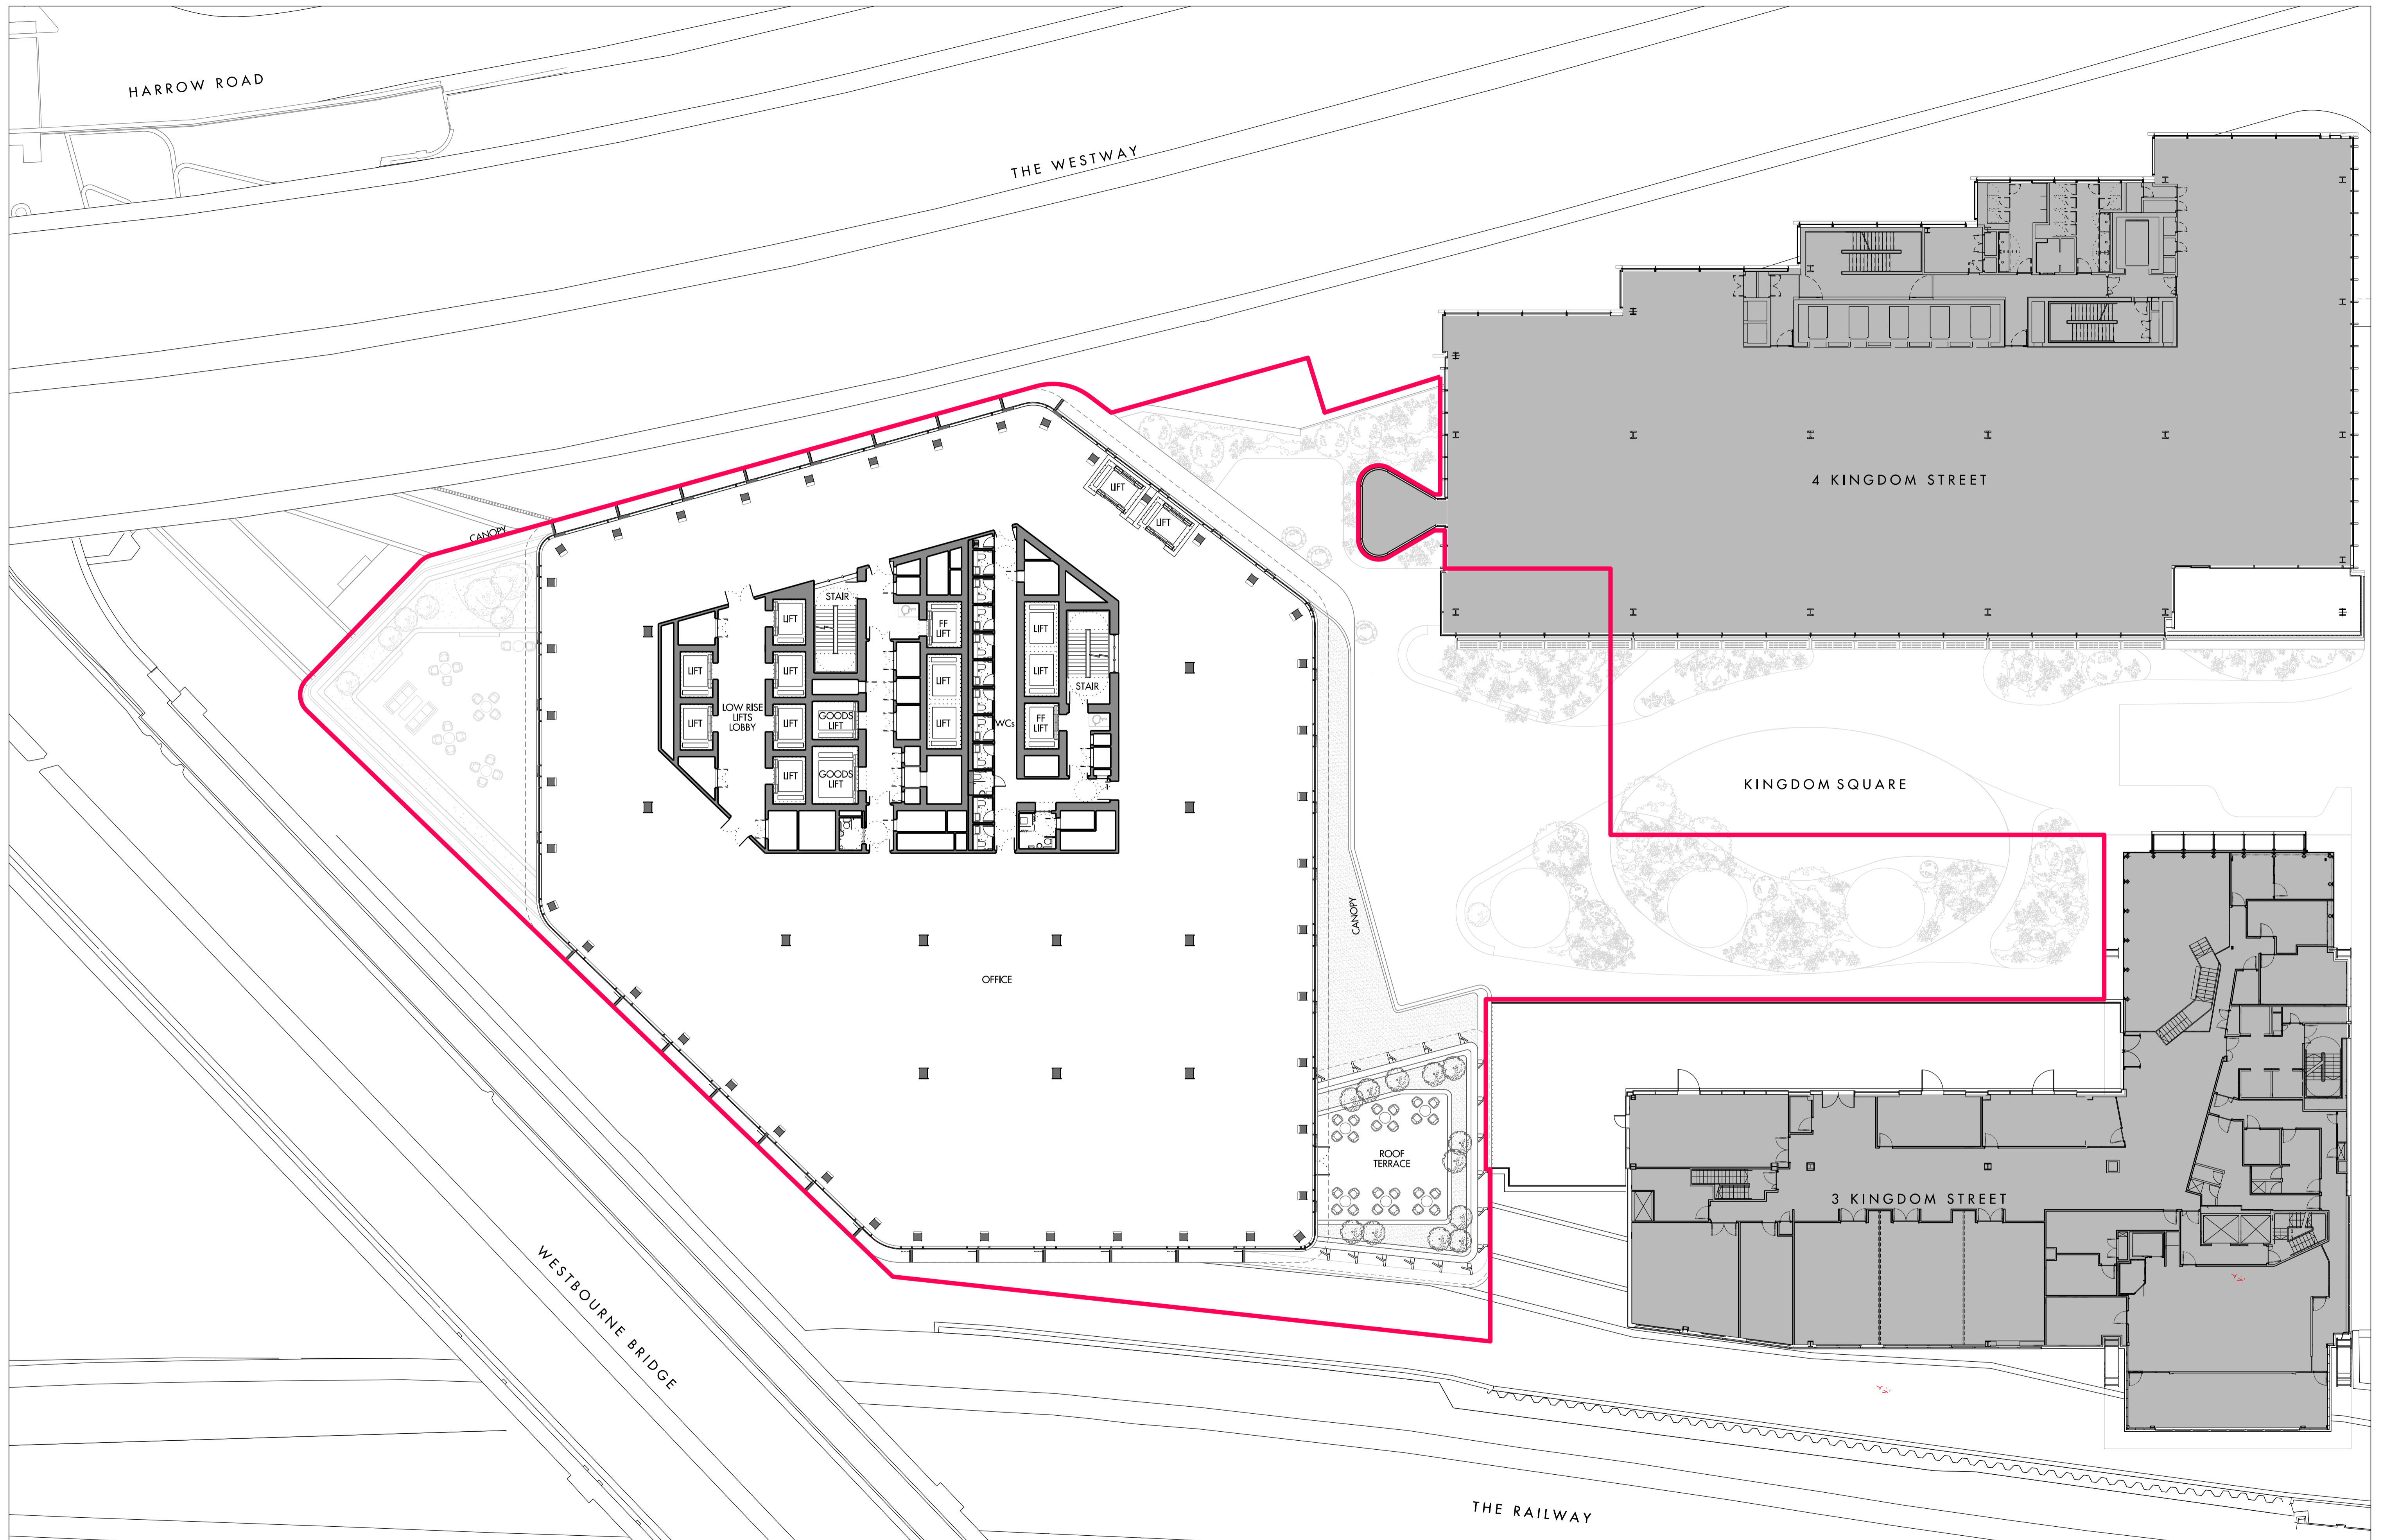 HARROW ROAD
THE WESTWAY
4 KINGDOM STREET
LIFT
LIFT
CANOPY
STAIR
LIFT
FF
LIFT
LIFT
LIFT
LIFT
LIFT
LIFT
LIFT
STAIR
LOW RISE
LIFTS
LOBBY
LIFT
LIFT
GOODS
LIFT
LIFT
WCs
FF
LIFT
LIFT
GOODS
LIFT
KINGDOM SQUARE
CANOPY
OFFICE
ROOF
TERRACE
3 KINGDOM STREET
WESTBOURNE BRIDGE
THE RAILWAY